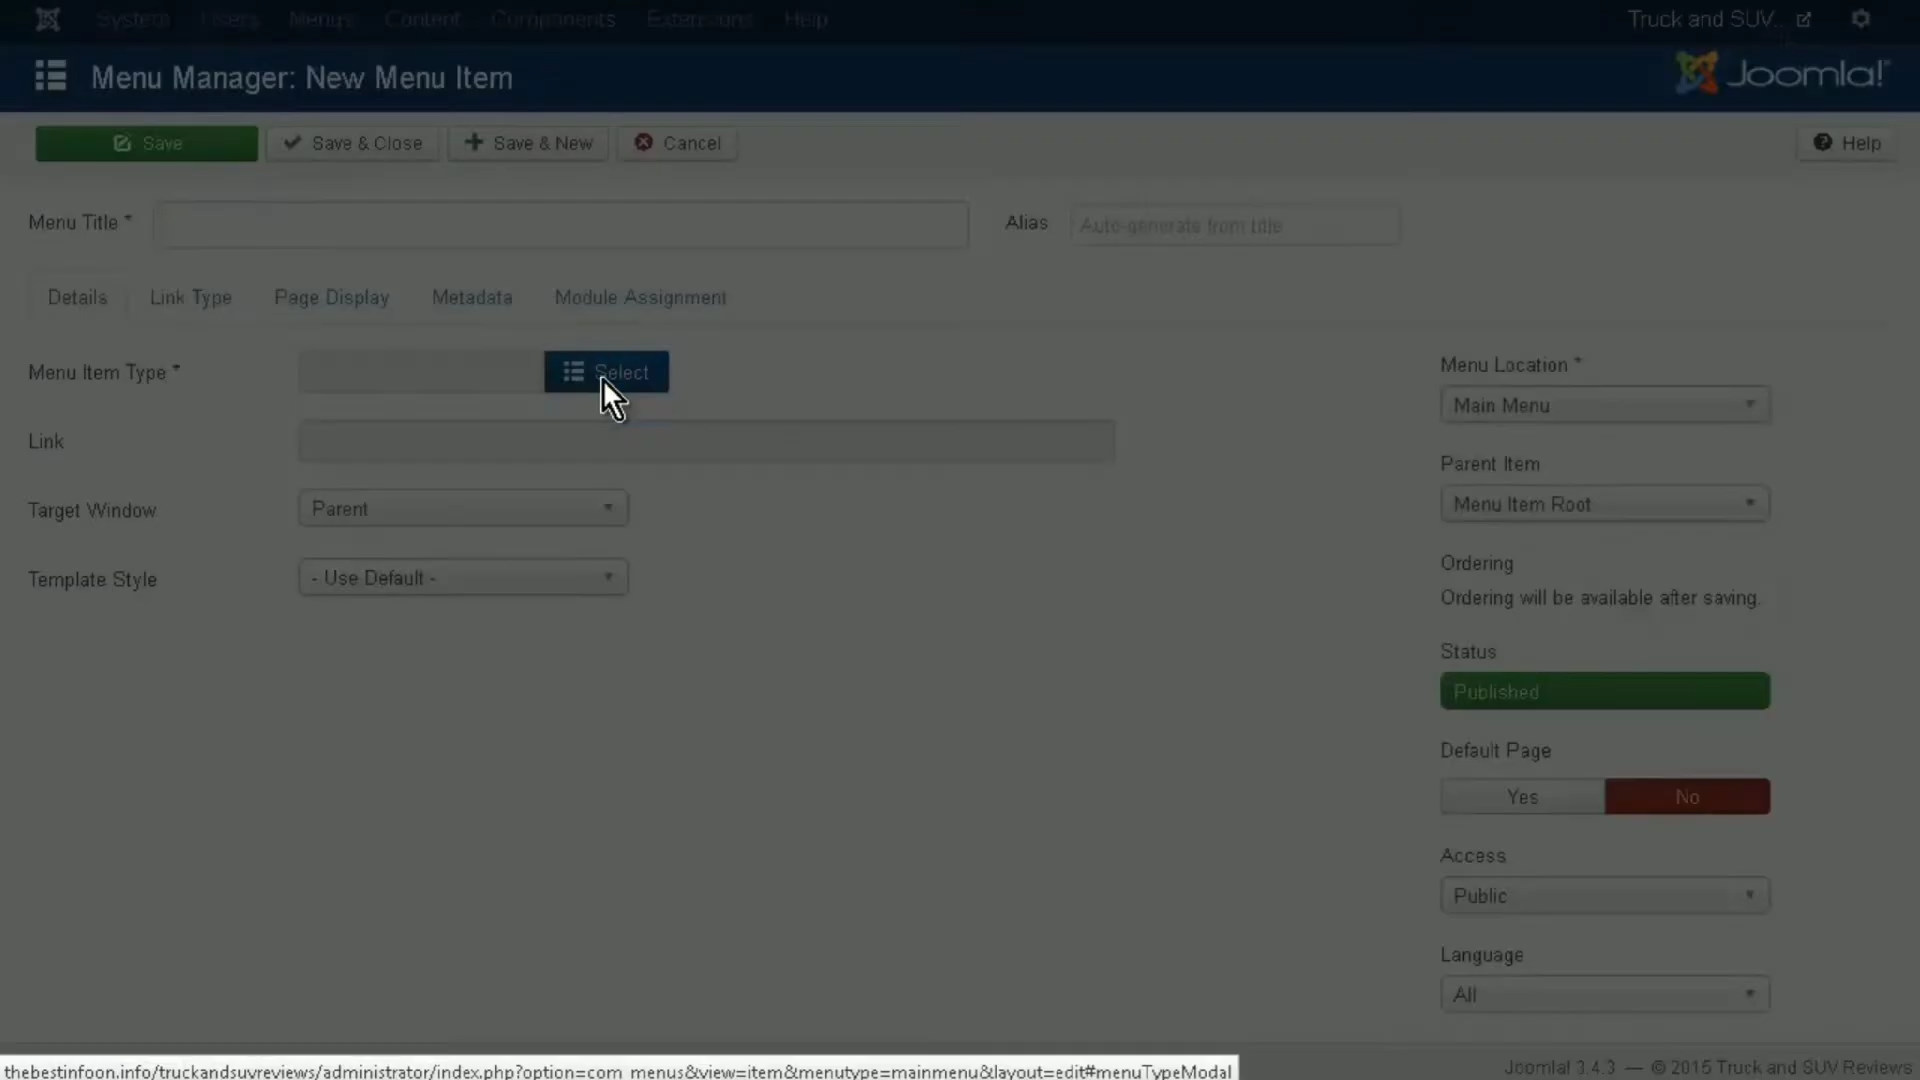 System Users Menus Content Components Extensions Help Truck and SUV...
Menu Manager: New Menu Item Joomla!
Save Save & Close Save & New Cancel Help
Menu Title * Alias Auto-generate from title
Details Link Type Page Display Metadata Module Assignment
Menu Item Type * Select
Link
Target Window Parent
Template Style - Use Default -
Menu Location *
Main Menu
Parent Item
Menu Item Root
Ordering
Ordering will be available after saving.
Status
Published
Default Page
Yes No
Access
Public
Language
All
thebestinfoon.info/truckandsuvreviews/administrator/index.php?option=com_menus&view=item&menutype=mainmenu&layout=edit#menuTypeModal
Joomla! 3.4.3 — © 2015 Truck and SUV Reviews